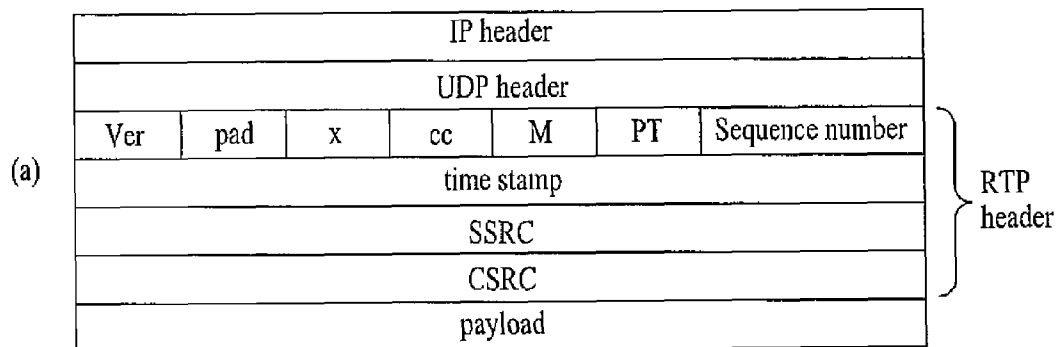 IP header
UDP header
Ver pad x cc M PT Sequence number
(a)
time stamp
RTP
header
SSRC
CSRC
payload